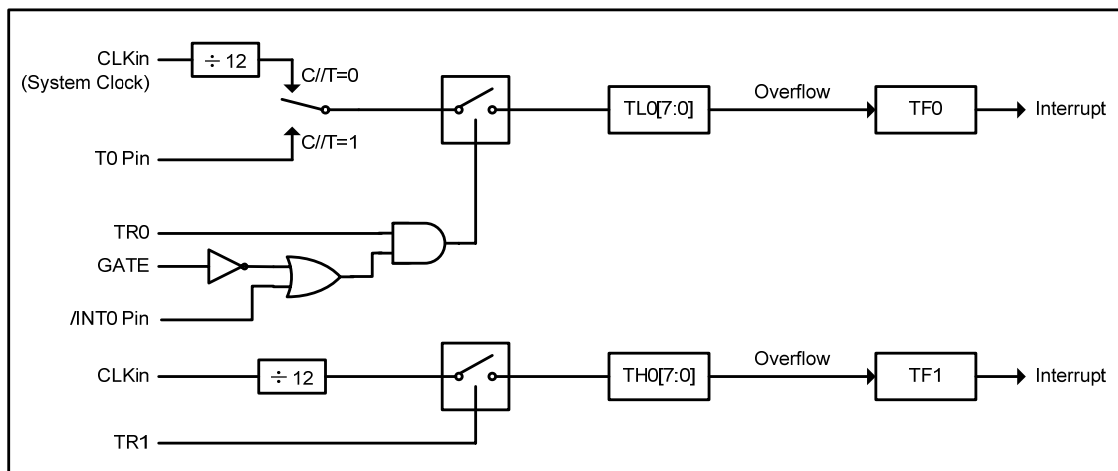 CLKin
(System Clock)
÷ 12
C//T=0
C//T=1
T0 Pin
TL0[7:0]
Overflow
TF0
Interrupt
TR0
GATE
/INT0 Pin
CLKin
÷ 12
TH0[7:0]
Overflow
TF1
Interrupt
TR1